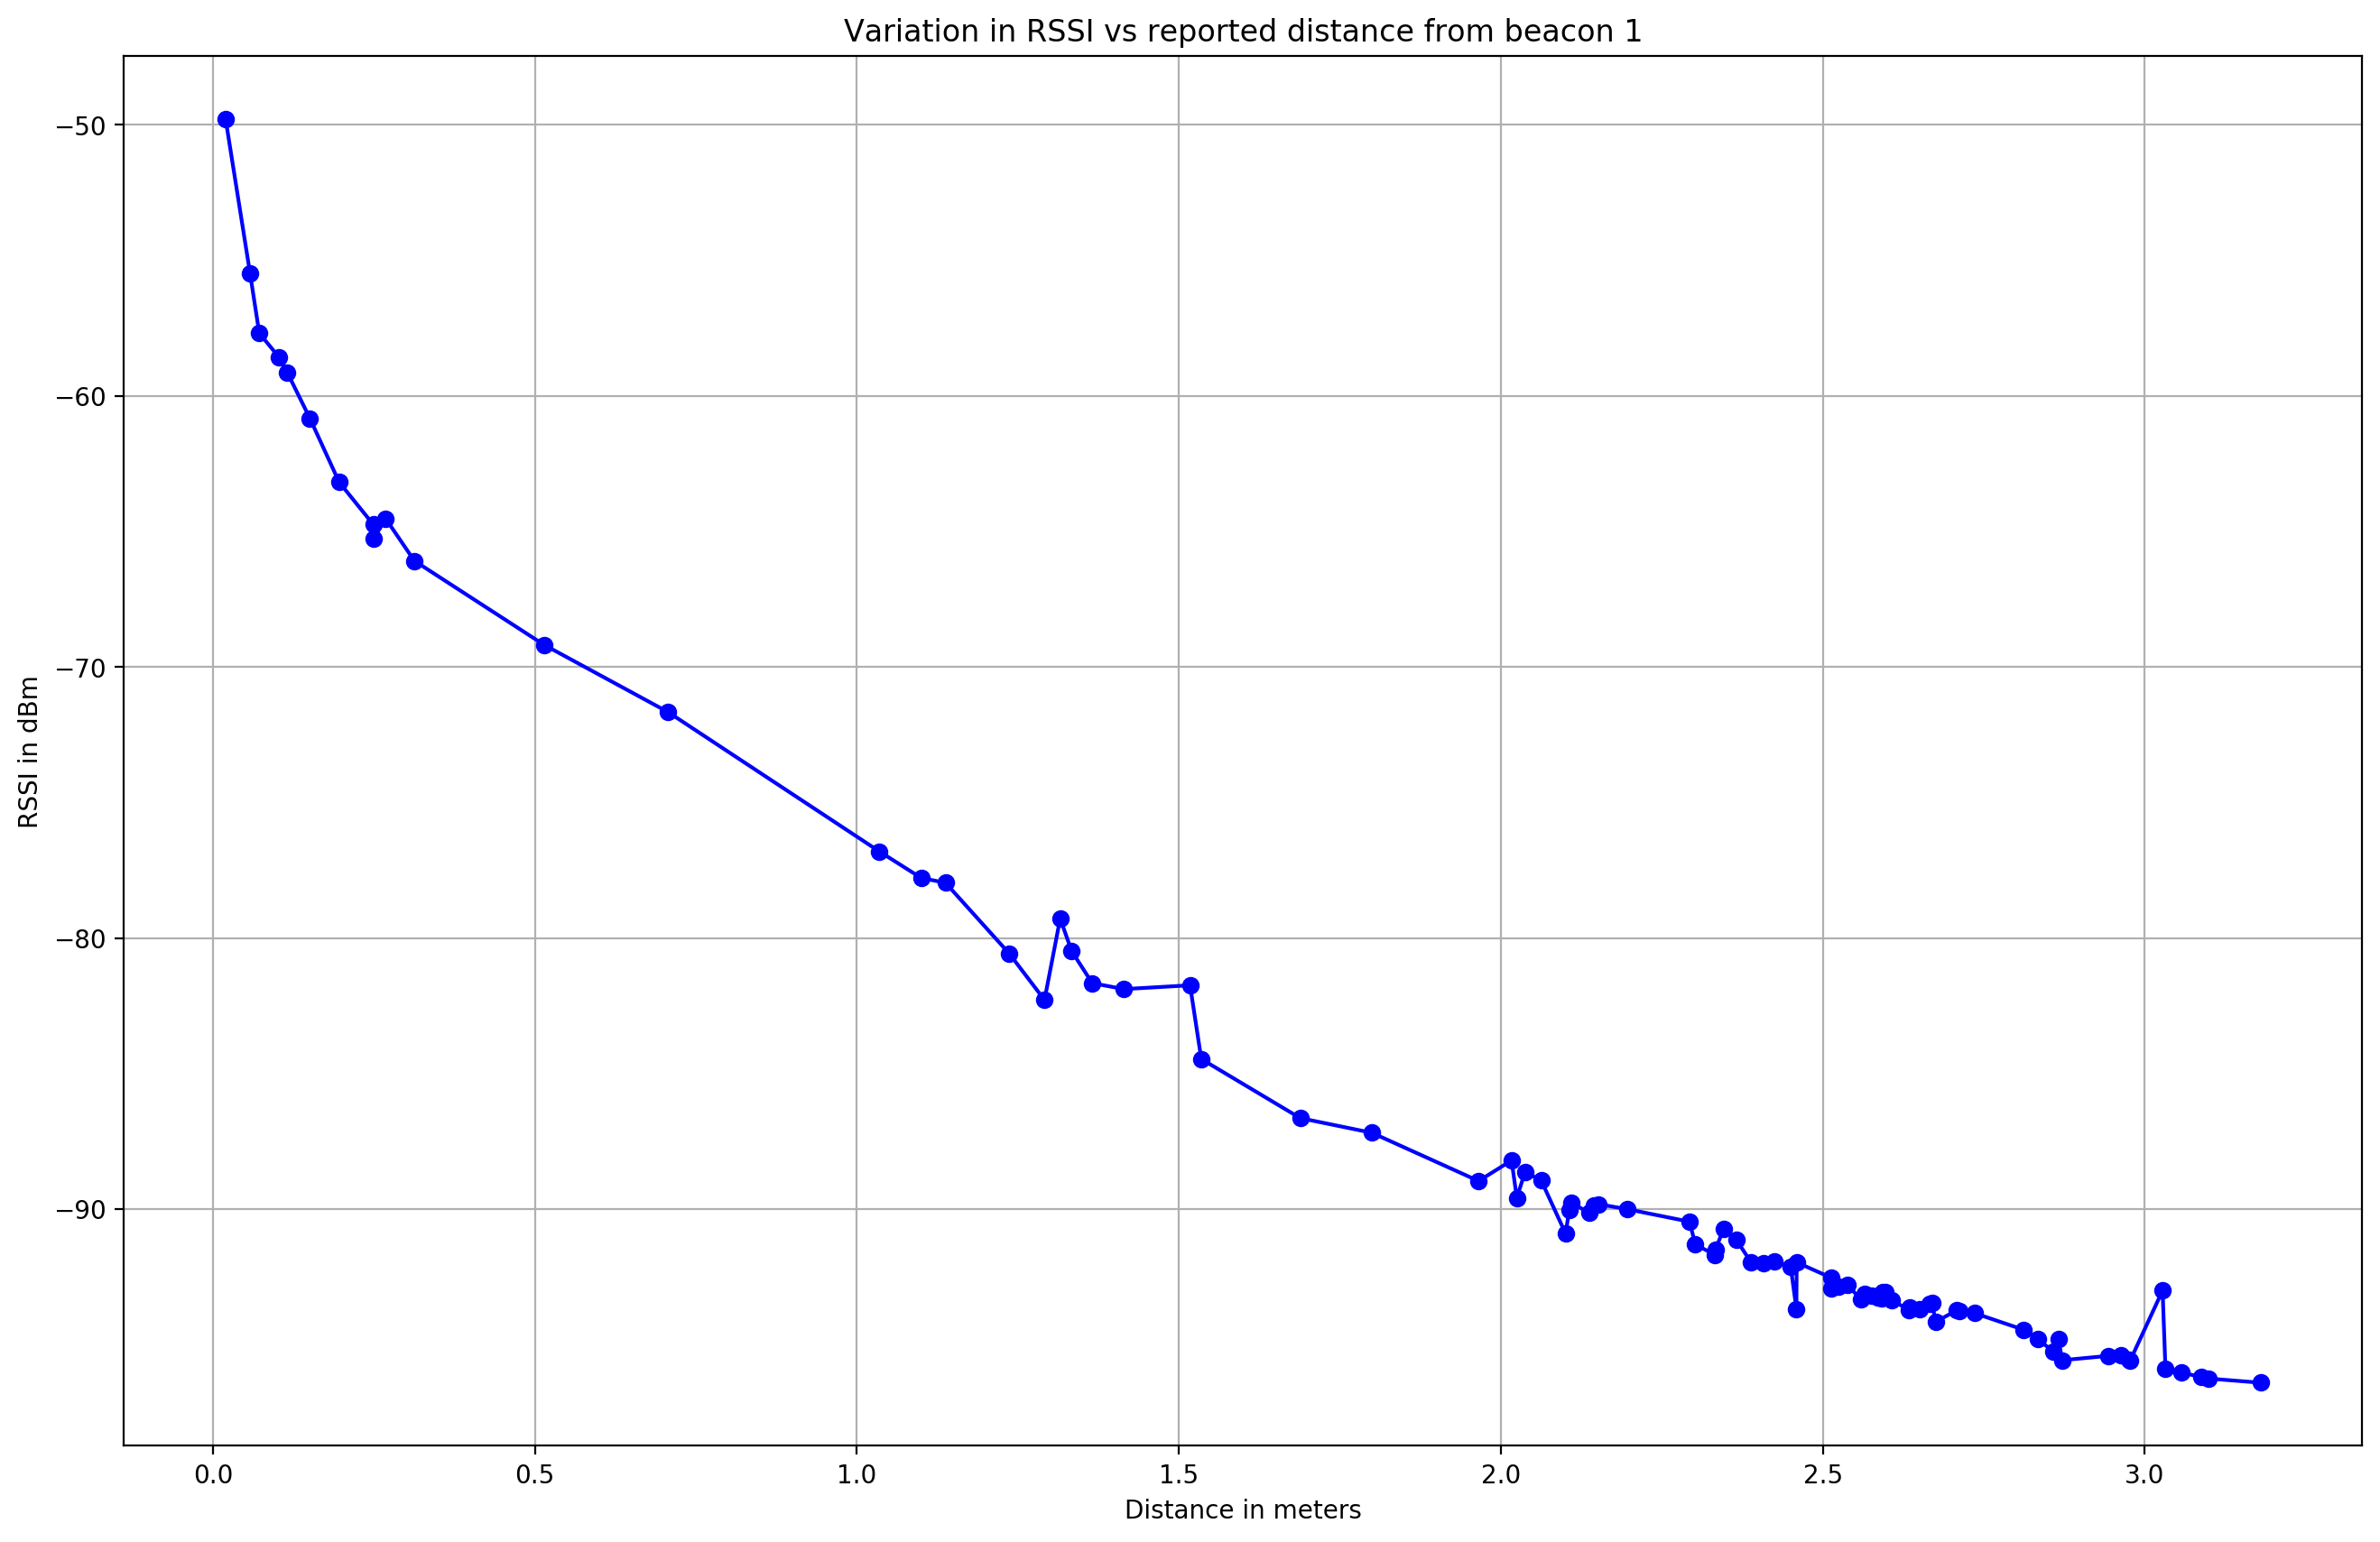 Variation in RSSI vs reported distance from beacon 1
RSSI in dBm
−50
−60
−70
−80
−90
0.0 0.5 1.0 1.5 2.0 2.5 3.0
Distance in meters